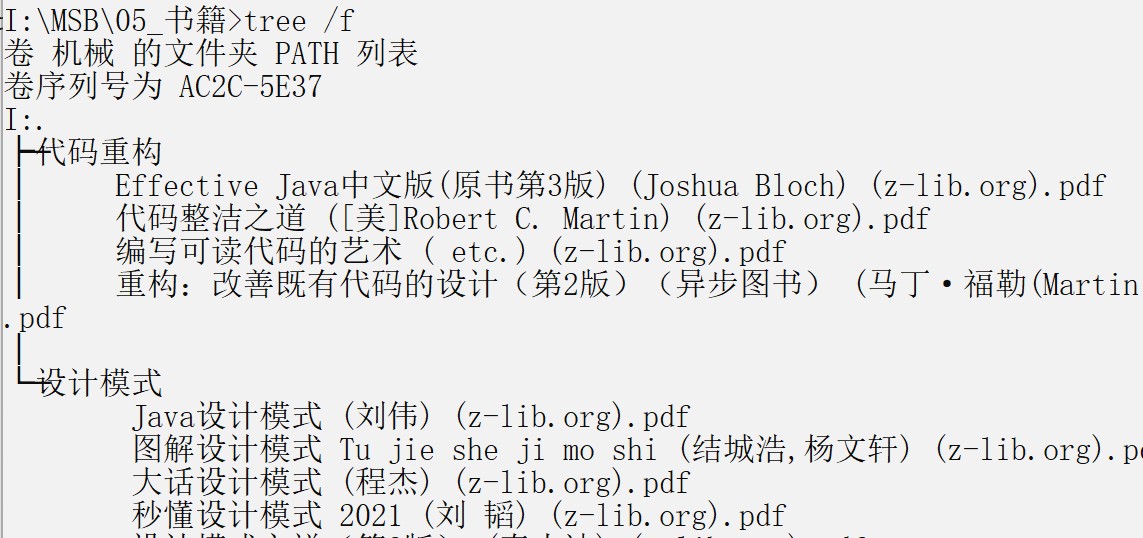 I:\MSB\05_书籍>tree /f
卷 机械 的文件夹 PATH 列表
卷序列号为 AC2C-5E37
I:.
├─代码重构
│      Effective Java中文版(原书第3版) (Joshua Bloch) (z-lib.org).pdf
│      代码整洁之道 ([美]Robert C. Martin) (z-lib.org).pdf
│      编写可读代码的艺术 ( etc.) (z-lib.org).pdf
│      重构：改善既有代码的设计（第2版）（异步图书） (马丁·福勒(Martin
.pdf
│
└─设计模式
        Java设计模式 (刘伟) (z-lib.org).pdf
        图解设计模式 Tu jie she ji mo shi (结城浩,杨文轩) (z-lib.org).p
        大话设计模式 (程杰) (z-lib.org).pdf
        秒懂设计模式 2021 (刘 韬) (z-lib.org).pdf